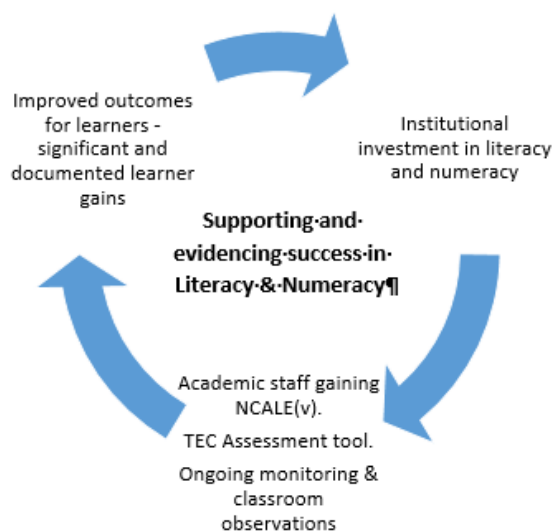 Improved outcomes
for learners -
significant and
documented learner
gains
Institutional
investment in literacy
and numeracy
Supporting·and·
evidencing·success·in·
Literacy·&·Numeracy¶
Academic staff gaining
NCALE(v).
TEC Assessment tool.
Ongoing monitoring &
classroom
observations